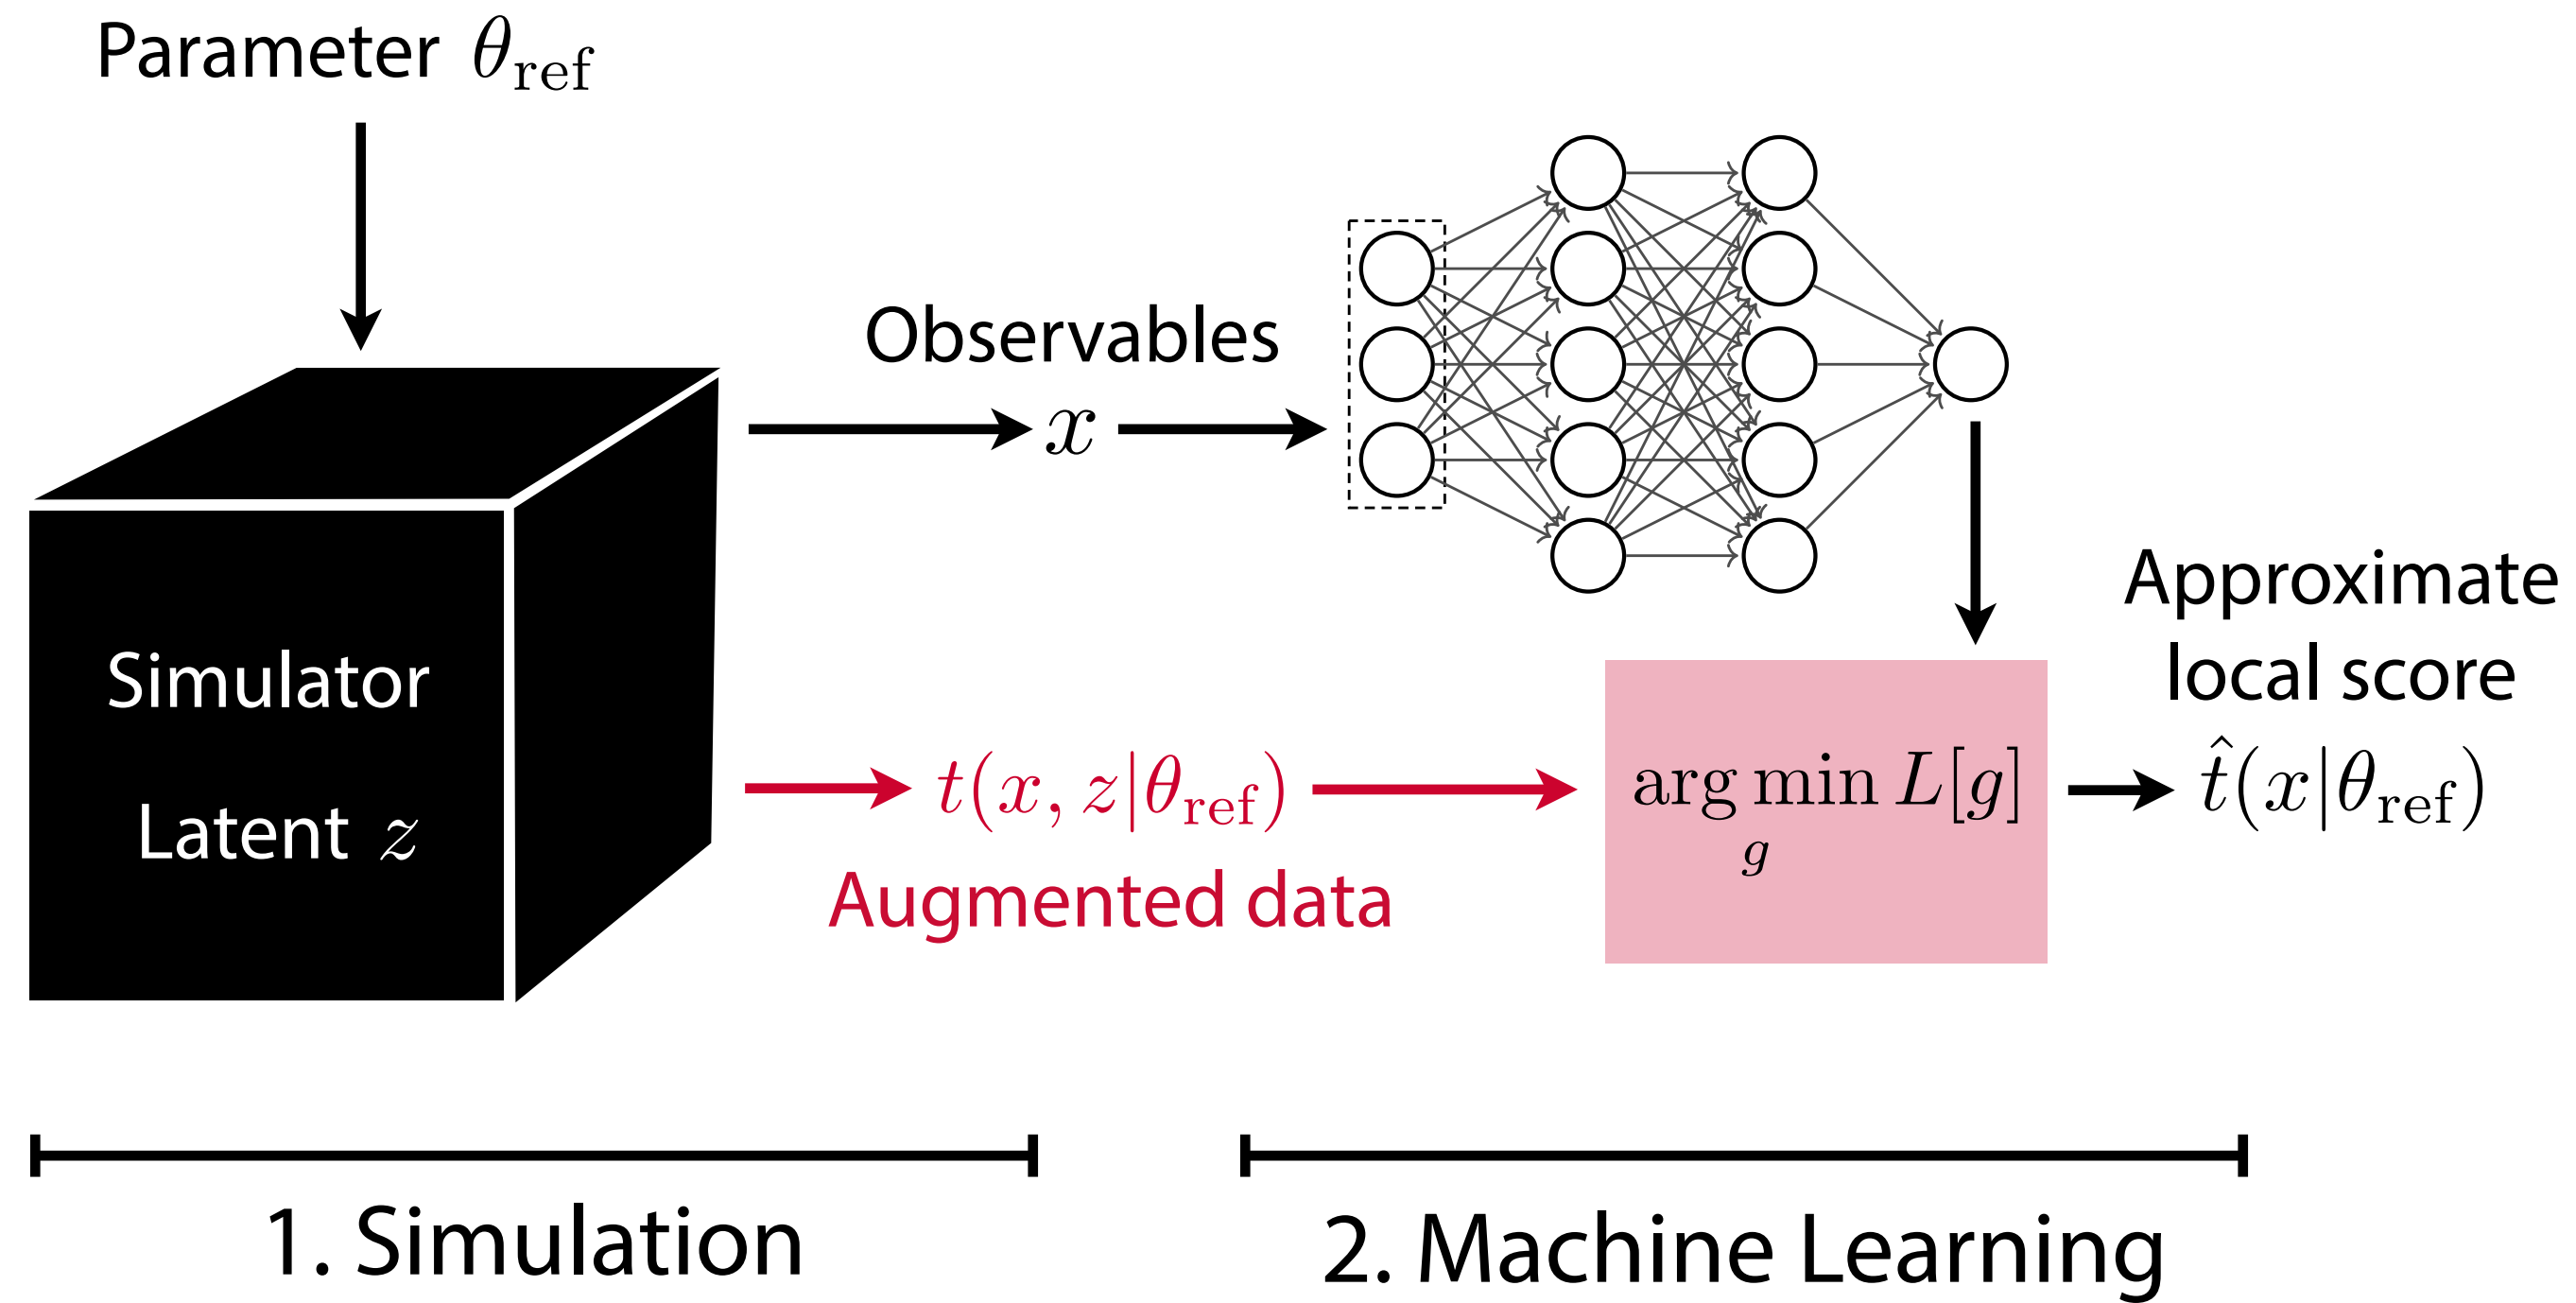 Parameter θ_ref
Observables
x
Simulator
Latent z
t(x, z|θ_ref)
Augmented data
arg min L[g]
g
Approximate
local score
t̂(x|θ_ref)
1. Simulation
2. Machine Learning